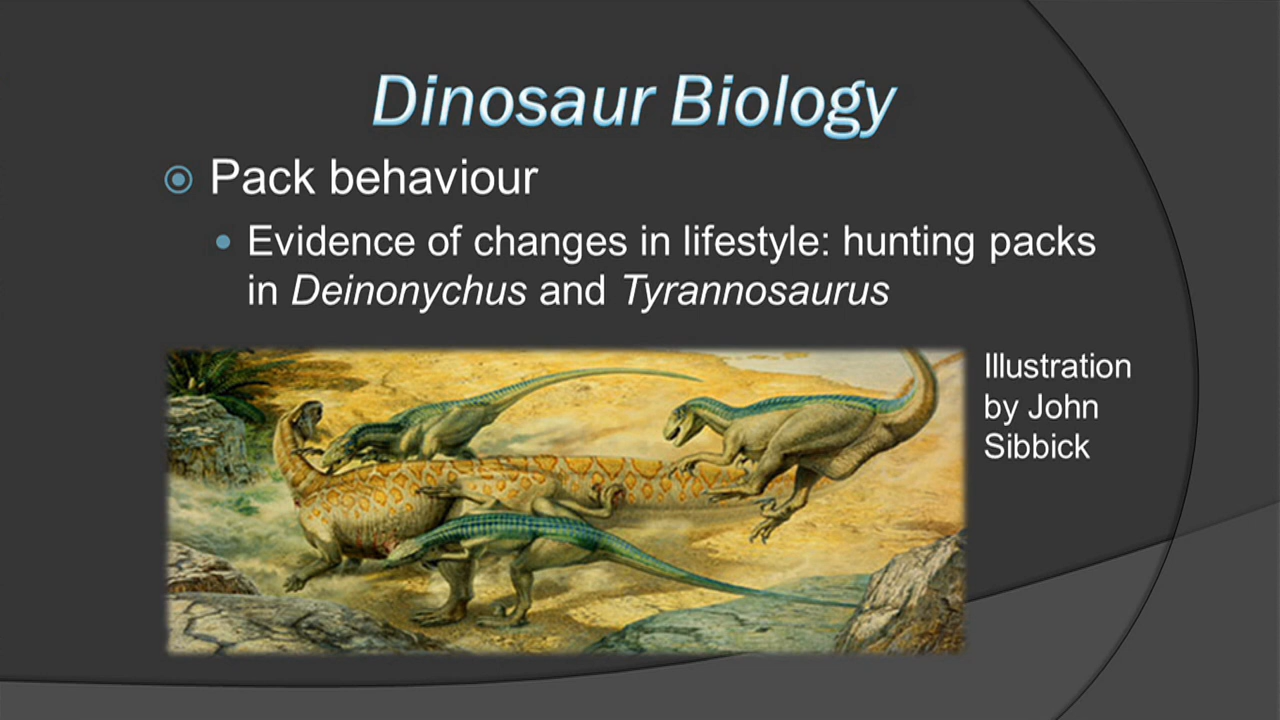 Dinosaur Biology
Pack behaviour
Evidence of changes in lifestyle: hunting packs
in Deinonychus and Tyrannosaurus
Illustration
by John
Sibbick